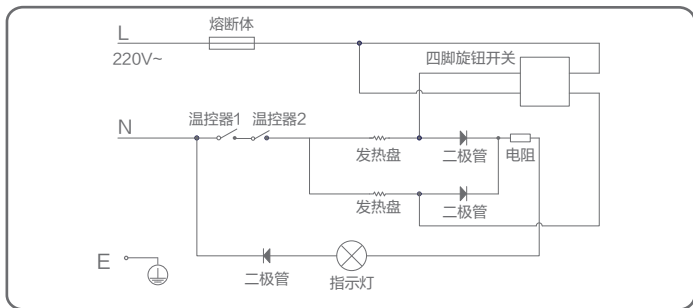 L
熔断体
220V~
四脚旋钮开关
N
温控器1
温控器2
发热盘
二极管
电阻
发热盘
二极管
E
二极管
指示灯